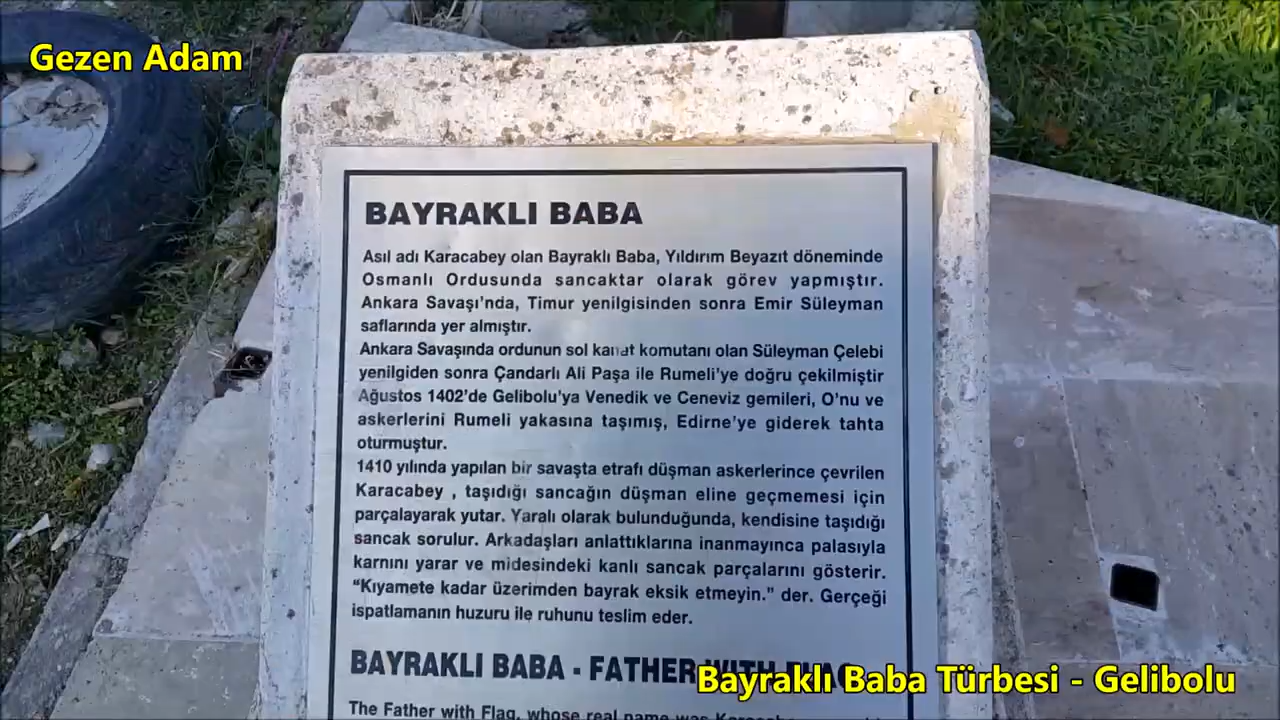 Gezen Adam
BAYRAKLI BABA
Asıl adı Karacabey olan Bayraklı Baba, Yıldırım Beyazıt döneminde
Osmanlı Ordusunda sancaktar olarak görev yapmıştır.
Ankara Savaşı'nda, Timur yenilgisinden sonra Emir Süleyman
saflarında yer almıştır.
Ankara Savaşında ordunun sol kanat komutanı olan Süleyman Çelebi
yenilgiden sonra Çandarlı Ali Paşa ile Rumeli'ye doğru çekilmiştir
Ağustos 1402'de Gelibolu'ya Venedik ve Ceneviz gemileri, O'nu ve
askerlerini Rumeli yakasına taşımış, Edirne'ye giderek tahta
oturmuştur.
1410 yılında yapılan bir savaşta etrafı düşman askerlerince çevrilen
Karacabey , taşıdığı sancağın düşman eline geçmemesi için
parçalayarak yutar. Yaralı olarak bulunduğunda, kendisine taşıdığı
sancak sorulur. Arkadaşları anlattıklarına inanmayınca palasıyla
karnını yarar ve midesindeki kanlı sancak parçalarını gösterir.
“Kıyamete kadar üzerimden bayrak eksik etmeyin.” der. Gerçeği
ispatlamanın huzuru ile ruhunu teslim eder.
BAYRAKLI BABA - FATHER WITH FLAG
Bayraklı Baba Türbesi - Gelibolu
The Father with Flag, whose real name was